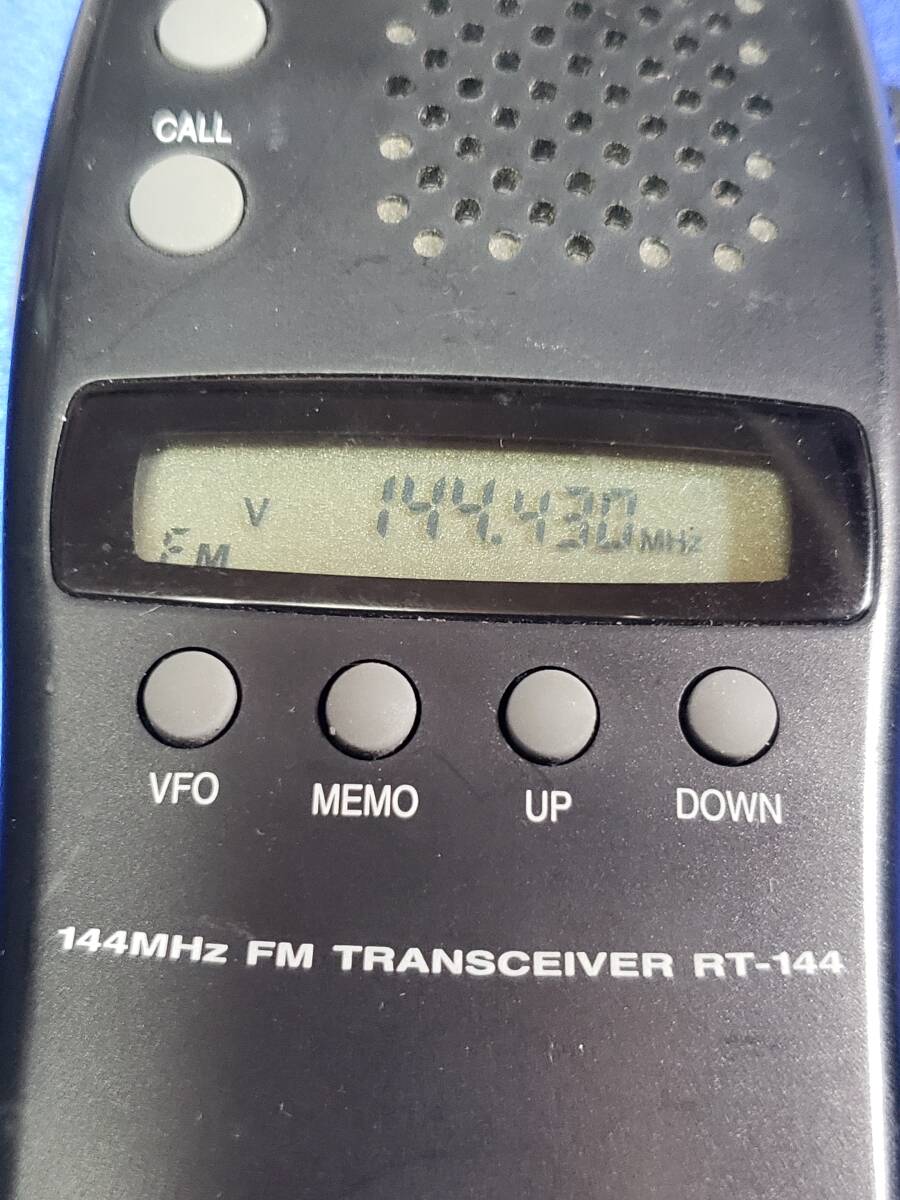 CALL
V 144.430MHz
FM
VFO MEMO UP DOWN
144MHz FM TRANSCEIVER RT-144